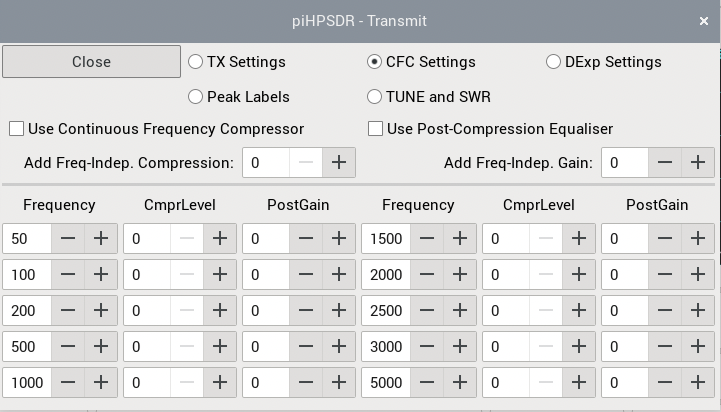 piHPSDR - Transmit ×
Close TX Settings CFC Settings DExp Settings
Peak Labels TUNE and SWR
Use Continuous Frequency Compressor Use Post-Compression Equaliser
Add Freq-Indep. Compression: 0 − + Add Freq-Indep. Gain: 0 − +
Frequency CmprLevel PostGain Frequency CmprLevel PostGain
50 − + 0 − + 0 − + 1500 − + 0 − + 0 − +
100 − + 0 − + 0 − + 2000 − + 0 − + 0 − +
200 − + 0 − + 0 − + 2500 − + 0 − + 0 − +
500 − + 0 − + 0 − + 3000 − + 0 − + 0 − +
1000 − + 0 − + 0 − + 5000 − + 0 − + 0 − +